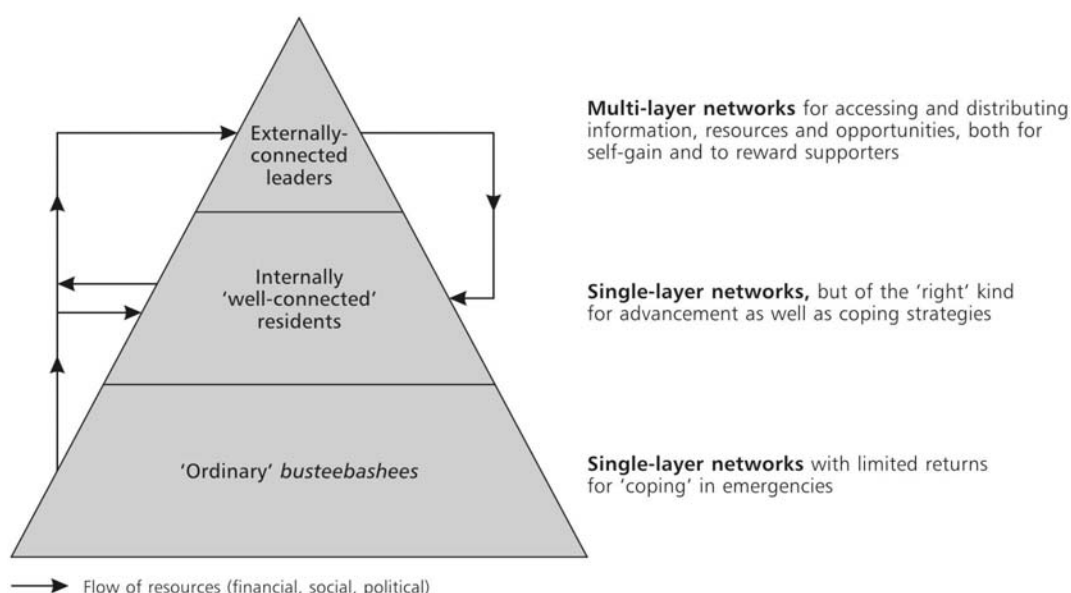 Externally-
connected
leaders
Multi-layer networks for accessing and distributing
information, resources and opportunities, both for
self-gain and to reward supporters
Internally
‘well-connected’
residents
Single-layer networks, but of the ‘right’ kind
for advancement as well as coping strategies
‘Ordinary’ busteebashees
Single-layer networks with limited returns
for ‘coping’ in emergencies
Flow of resources (financial, social, political)